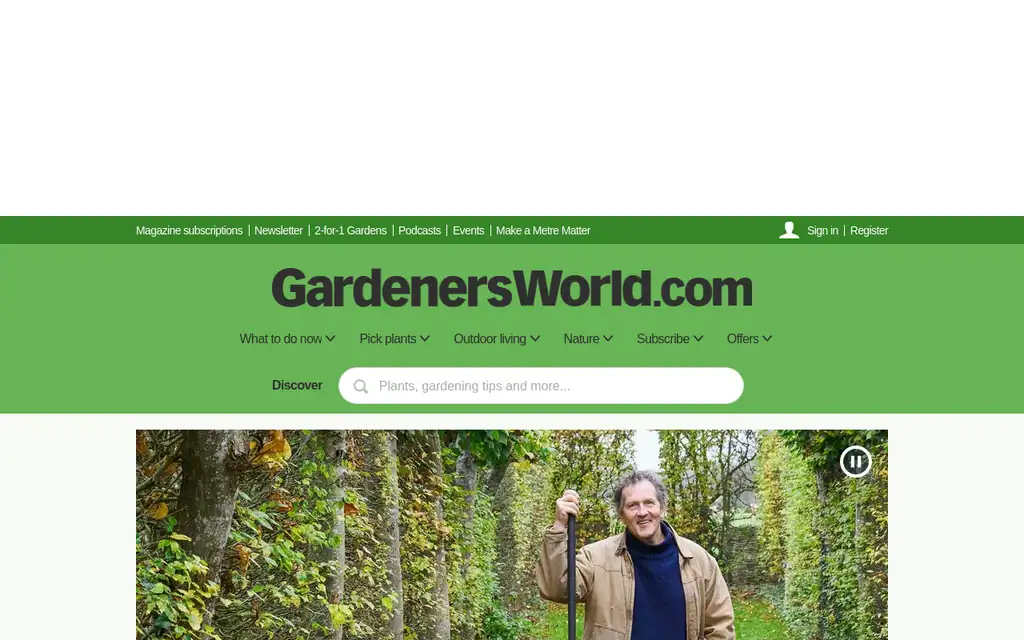 Magazine subscriptions | Newsletter | 2-for-1 Gardens | Podcasts | Events | Make a Metre Matter
Sign in | Register
GardenersWorld.com
What to do now
Pick plants
Outdoor living
Nature
Subscribe
Offers
Discover
Plants, gardening tips and more...